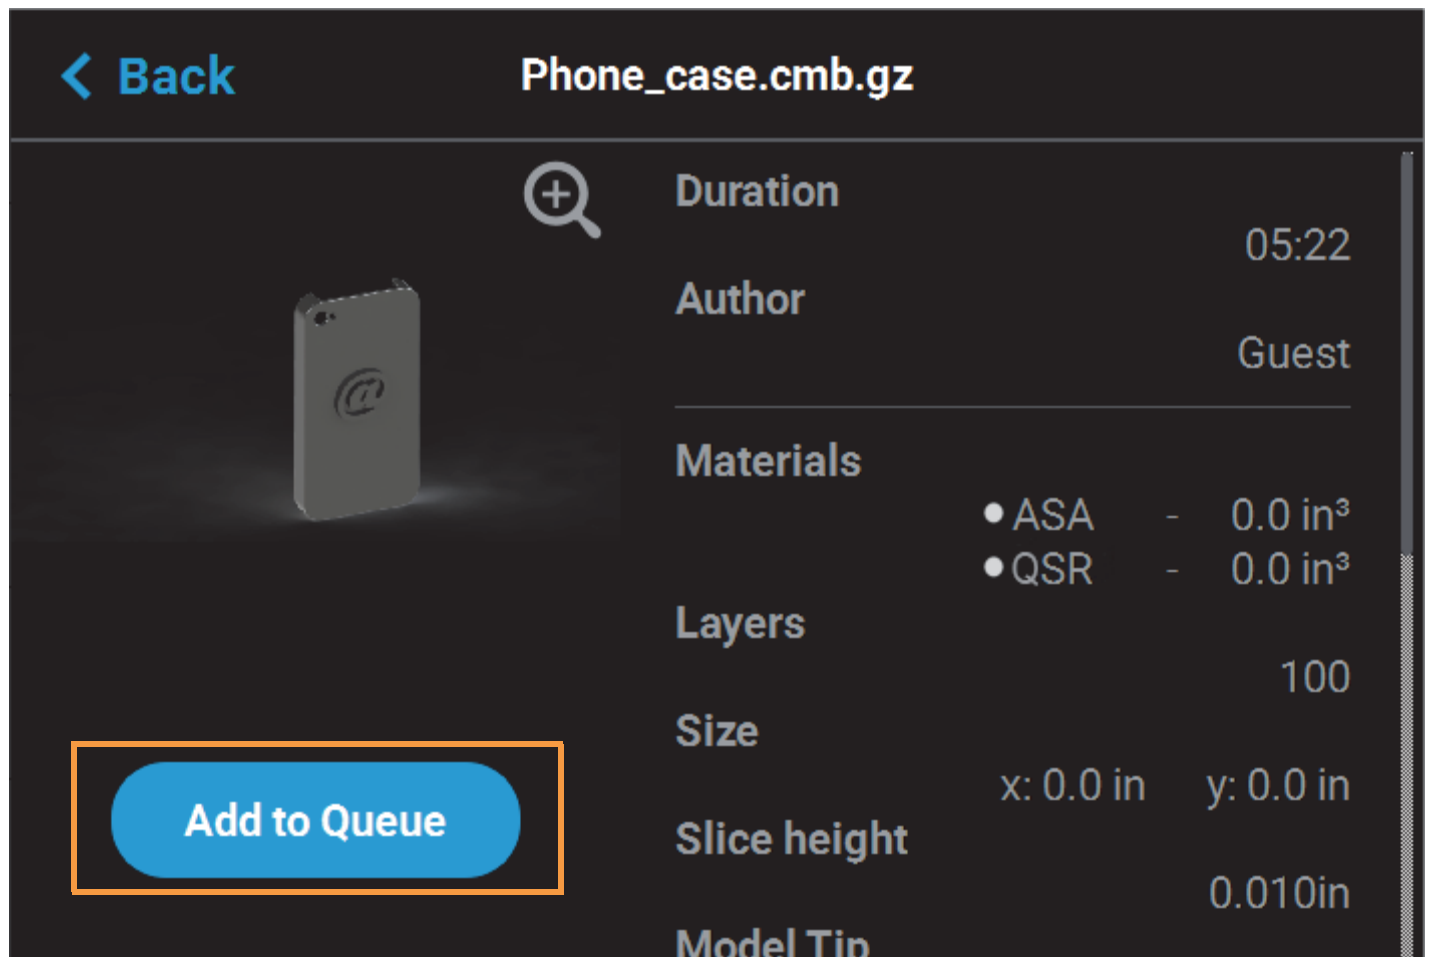 Back
Phone_case.cmb.gz
Duration
05:22
Author
Guest
Materials
ASA - 0.0 in³
QSR - 0.0 in³
Layers
100
Size
x: 0.0 in y: 0.0 in
Slice height
0.010in
Model Tip
Add to Queue
@